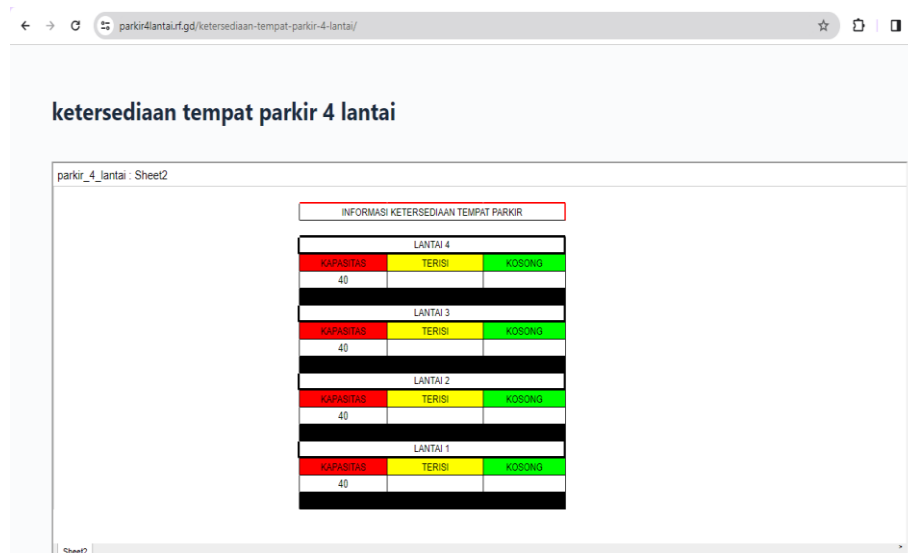 parkir4lantai.rf.gd/ketersediaan-tempat-parkir-4-lantai/
ketersediaan tempat parkir 4 lantai
parkir_4_lantai : Sheet2
INFORMASI KETERSEDIAAN TEMPAT PARKIR
LANTAI 4
KAPASITAS TERISI KOSONG
40
LANTAI 3
KAPASITAS TERISI KOSONG
40
LANTAI 2
KAPASITAS TERISI KOSONG
40
LANTAI 1
KAPASITAS TERISI KOSONG
40
Sheet2